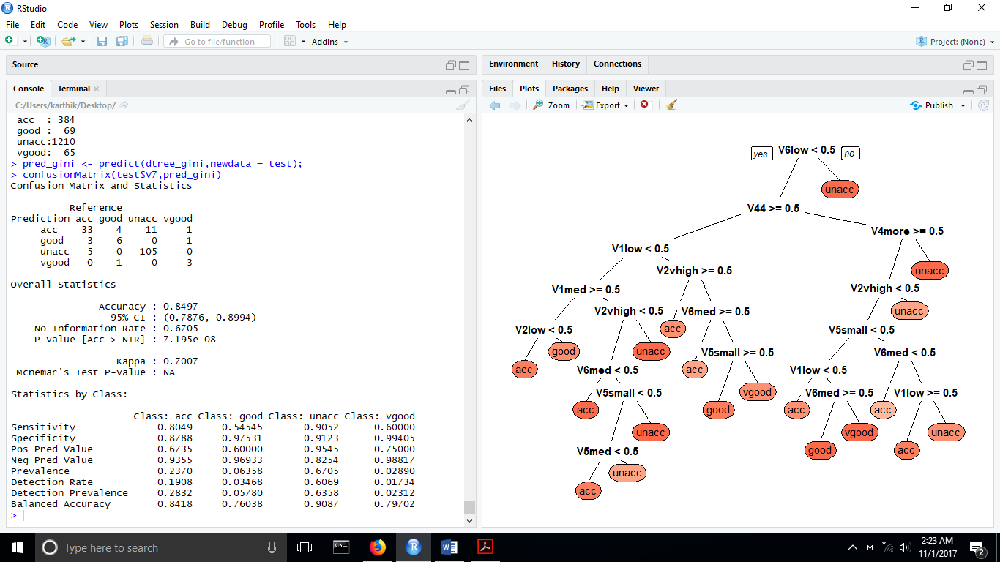 RStudio
File Edit Code View Plots Session Build Debug Profile Tools Help
Go to file/function Addins Project: (None)
Source
Console Terminal
C:/Users/karthik/Desktop/
acc : 384
good : 69
unacc:1210
vgood: 65
> pred_gini <- predict(dtree_gini,newdata = test);
> confusionMatrix(test$V7,pred_gini)
Confusion Matrix and Statistics
Reference
Prediction acc good unacc vgood
acc 33 4 11 1
good 3 6 0 1
unacc 5 0 105 0
vgood 0 1 0 3
Overall Statistics
Accuracy : 0.8497
95% CI : (0.7876, 0.8994)
No Information Rate : 0.6705
P-Value [Acc > NIR] : 7.195e-08
Kappa : 0.7007
Mcnemar's Test P-Value : NA
Statistics by Class:
Class: acc Class: good Class: unacc Class: vgood
Sensitivity 0.8049 0.54545 0.9052 0.60000
Specificity 0.8788 0.97531 0.9123 0.99405
Pos Pred Value 0.6735 0.60000 0.9545 0.75000
Neg Pred Value 0.9355 0.96933 0.8254 0.98817
Prevalence 0.2370 0.06358 0.6705 0.02890
Detection Rate 0.1908 0.03468 0.6069 0.01734
Detection Prevalence 0.2832 0.05780 0.6358 0.02312
Balanced Accuracy 0.8418 0.76038 0.9087 0.79702
>
Environment History Connections
Files Plots Packages Help Viewer
Zoom Export Publish
yes V6low < 0.5 no
unacc
V44 >= 0.5
V4more >= 0.5
V1low < 0.5
V2vhigh >= 0.5 unacc
V1med >= 0.5 V2vhigh < 0.5
V2vhigh < 0.5 V6med >= 0.5 unacc
V2low < 0.5 acc V5small < 0.5
good unacc V5small >= 0.5 V6med < 0.5
acc V6med < 0.5 acc V1low < 0.5
V5small < 0.5 vgood V6med >= 0.5 V1low >= 0.5
acc good acc acc
unacc vgood unacc
V5med < 0.5 good acc
unacc
acc
Type here to search
2:23 AM
11/1/2017
2